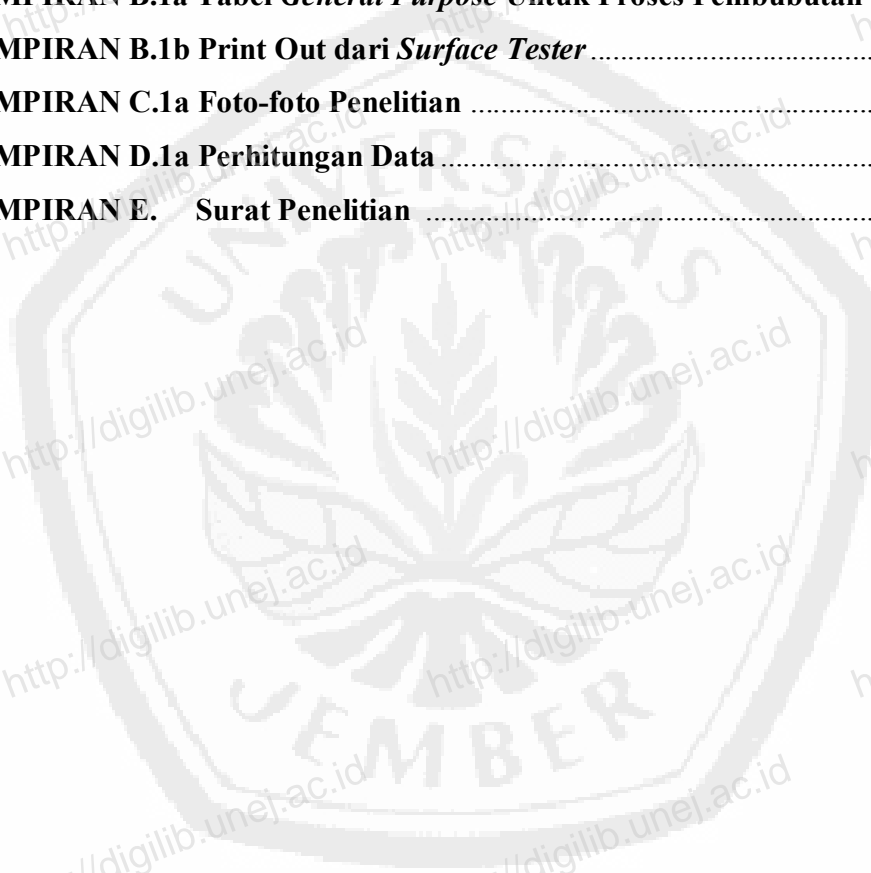 MPIRAN B.1a Tabel General Purpose Untuk Proses Pembubutan
MPIRAN B.1b Print Out dari Surface Tester ........................................
MPIRAN C.1a Foto-foto Penelitian ........................................
MPIRAN D.1a Perhitungan Data ........................................
MPIRAN E. Surat Penelitian ........................................
UNIVERSITAS
JEMBER
http://digilib.unej.ac.id
http://digilib.unej.ac.id
http://digilib.unej.ac.id
http://digilib.unej.ac.id
http://digilib.unej.ac.id
http://digilib.unej.ac.id
http://digilib.unej.ac.id
http://digilib.unej.ac.id